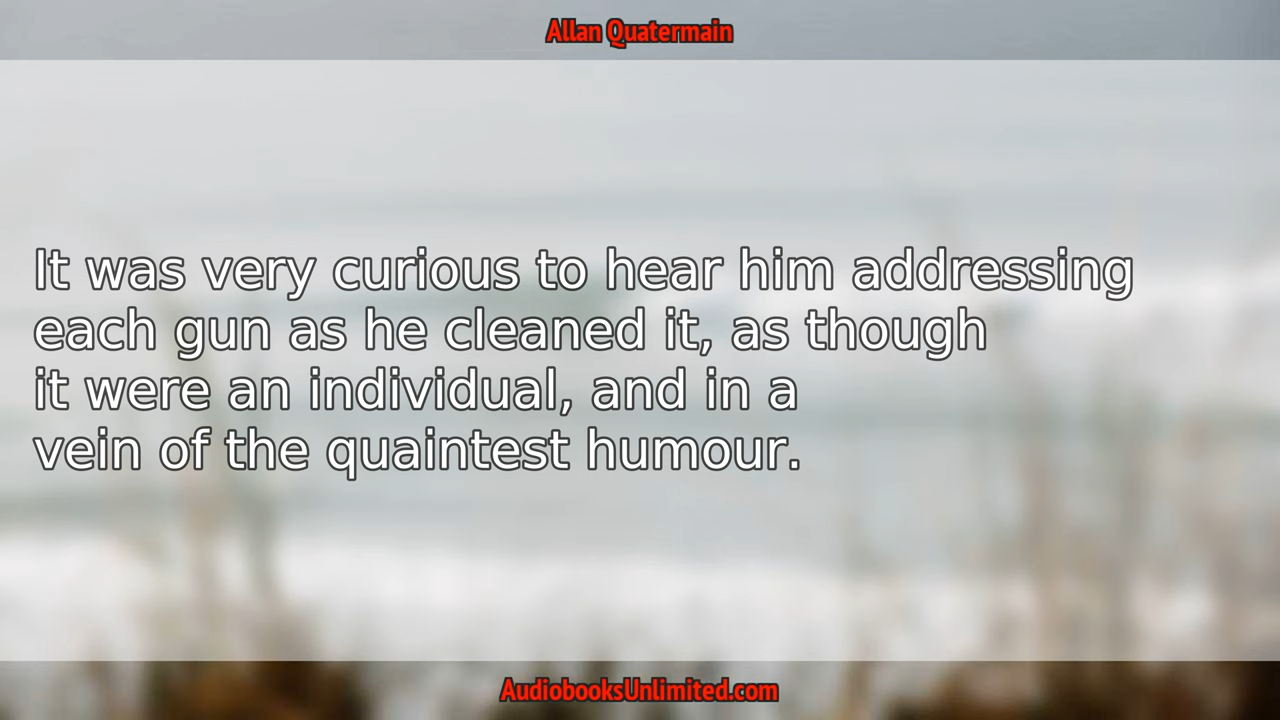 Allan Quatermain
It was very curious to hear him addressing
each gun as he cleaned it, as though
it were an individual, and in a
vein of the quaintest humour.
AudiobooksUnlimited.com